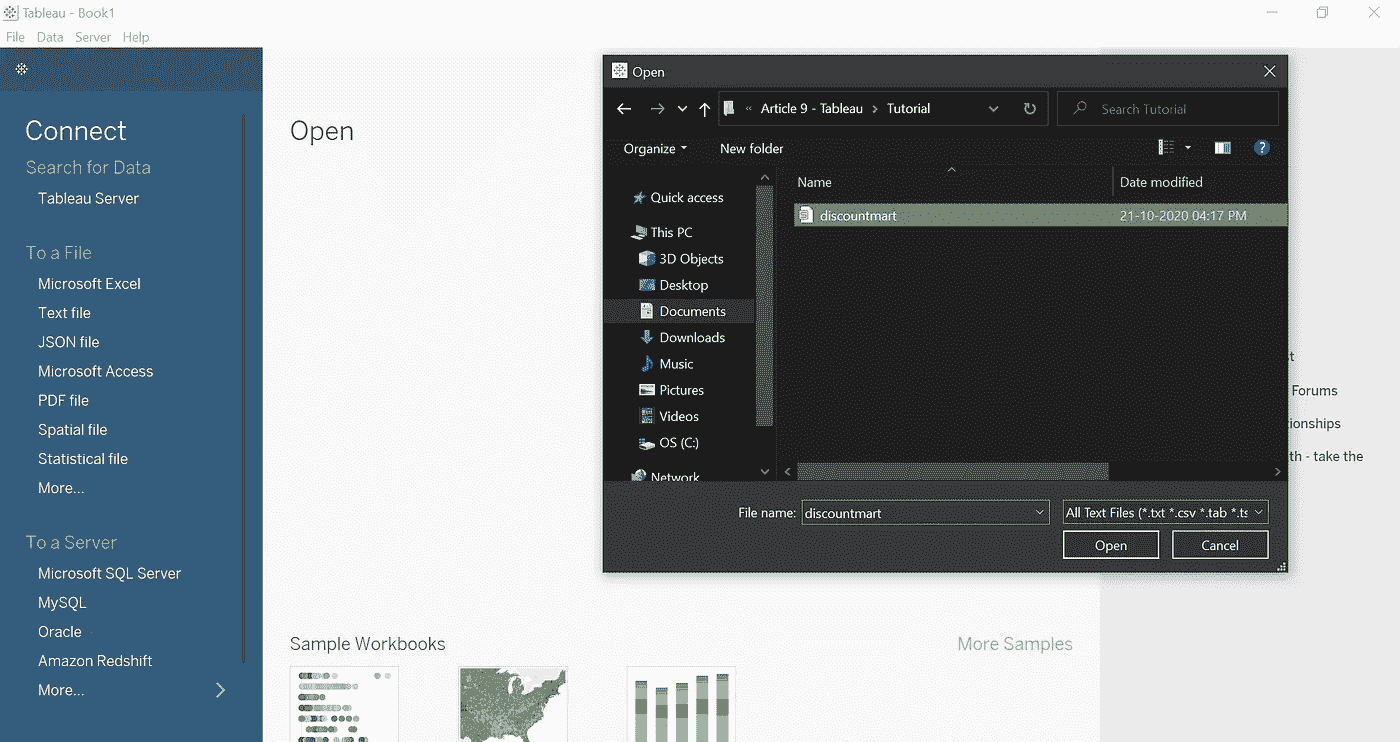 Tableau - Book1
File Data Server Help
Connect
Search for Data
Tableau Server
To a File
Microsoft Excel
Text file
JSON file
Microsoft Access
PDF file
Spatial file
Statistical file
More...
To a Server
Microsoft SQL Server
MySQL
Oracle
Amazon Redshift
More...
Open
Sample Workbooks
More Samples
Open
« Article 9 - Tableau > Tutorial
Search Tutorial
Organize
New folder
?
Name
Date modified
Quick access
This PC
3D Objects
Desktop
Documents
Downloads
Music
Pictures
Videos
OS (C:)
Network
discountmart
21-10-2020 04:17 PM
File name: discountmart
All Text Files (*.txt *.csv *.tab *.ts
Open
Cancel
Forums
th - take the